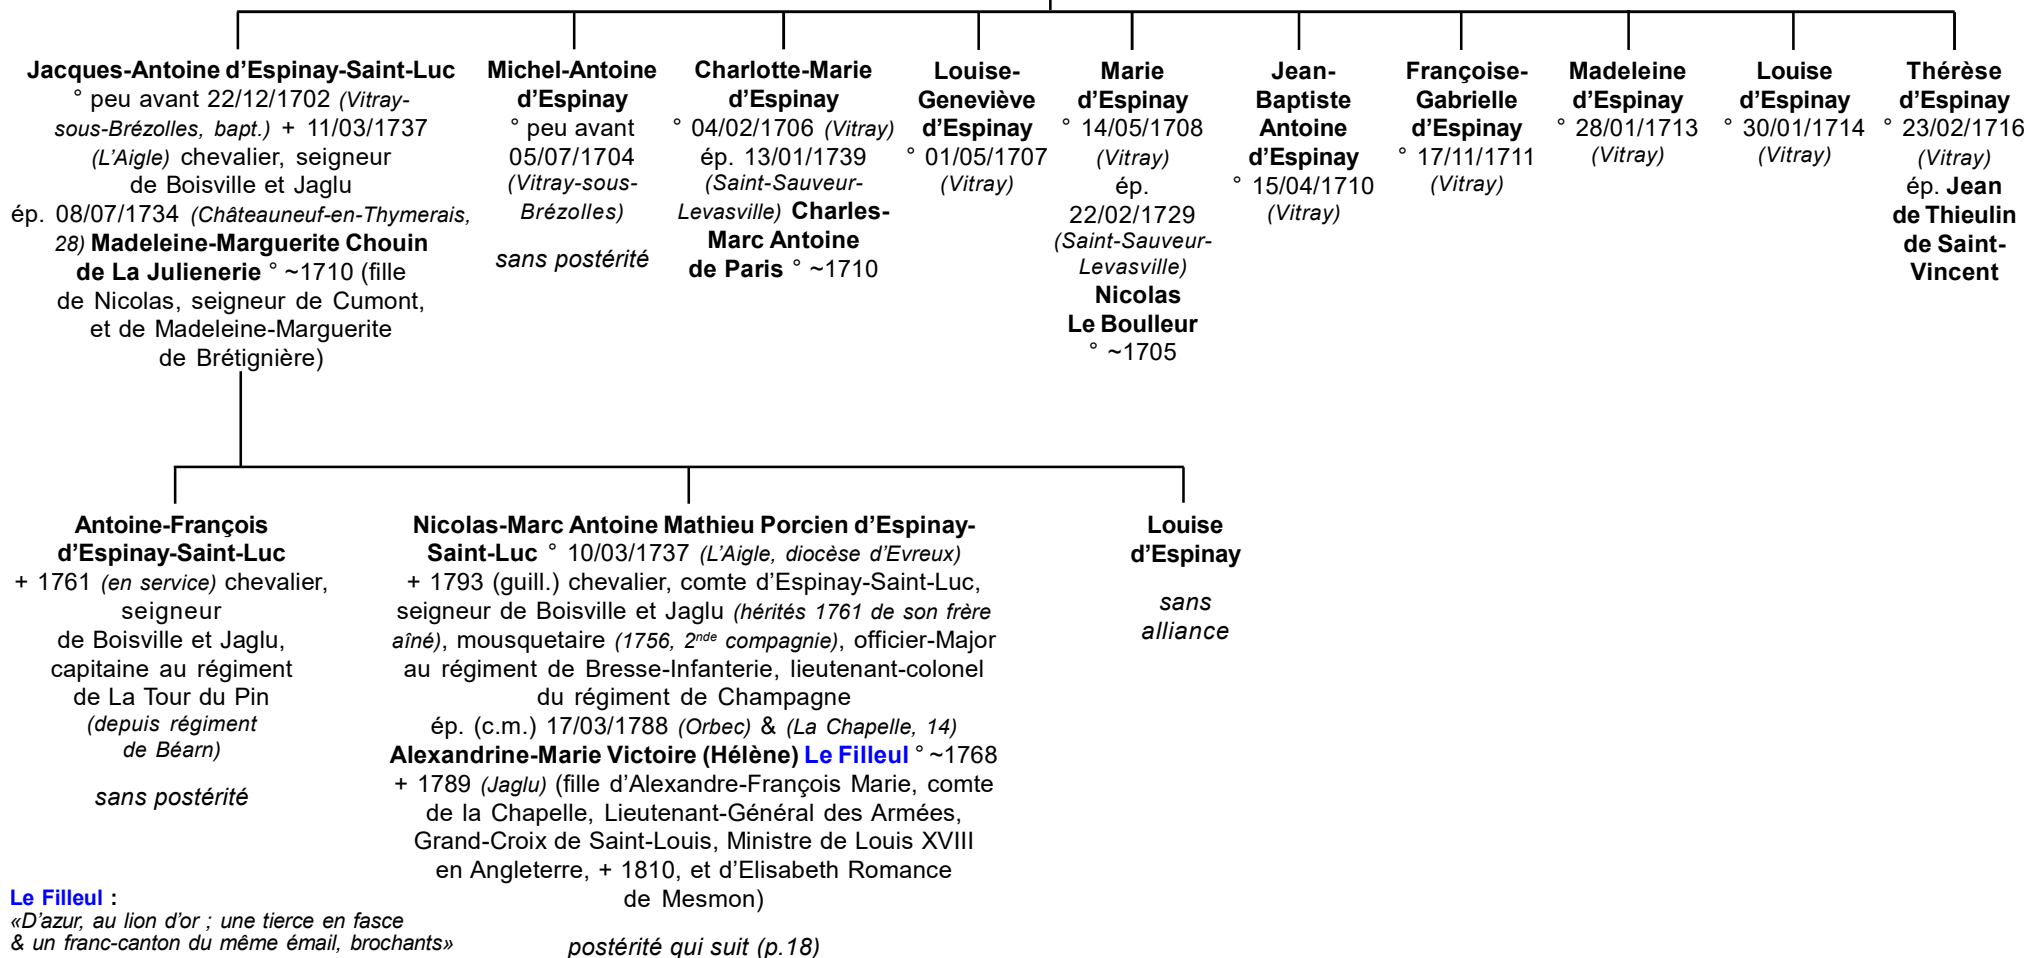 Jacques-Antoine d’Espinay-Saint-Luc
° peu avant 22/12/1702 (Vitray-
sous-Brézolles, bapt.) + 11/03/1737
(L’Aigle) chevalier, seigneur
de Boisville et Jaglu
ép. 08/07/1734 (Châteauneuf-en-Thymerais,
28) Madeleine-Marguerite Chouin
de La Julienerie ° ~1710 (fille
de Nicolas, seigneur de Cumont,
et de Madeleine-Marguerite
de Brétignière)
Michel-Antoine
d’Espinay
° peu avant
05/07/1704
(Vitray-sous-
Brézolles)
sans postérité
Charlotte-Marie
d’Espinay
° 04/02/1706 (Vitray)
ép. 13/01/1739
(Saint-Sauveur-
Levasville) Charles-
Marc Antoine
de Paris ° ~1710
Louise-
Geneviève
d’Espinay
° 01/05/1707
(Vitray)
Marie
d’Espinay
° 14/05/1708
(Vitray)
ép.
22/02/1729
(Saint-Sauveur-
Levasville)
Nicolas
Le Boulleur
° ~1705
Jean-
Baptiste
Antoine
d’Espinay
° 15/04/1710
(Vitray)
Françoise-
Gabrielle
d’Espinay
° 17/11/1711
(Vitray)
Madeleine
d’Espinay
° 28/01/1713
(Vitray)
Louise
d’Espinay
° 30/01/1714
(Vitray)
Thérèse
d’Espinay
° 23/02/1716
(Vitray)
ép. Jean
de Thieulin
de Saint-
Vincent
Antoine-François
d’Espinay-Saint-Luc
+ 1761 (en service) chevalier,
seigneur
de Boisville et Jaglu,
capitaine au régiment
de La Tour du Pin
(depuis régiment
de Béarn)
sans postérité
Nicolas-Marc Antoine Mathieu Porcien d’Espinay-
Saint-Luc ° 10/03/1737 (L’Aigle, diocèse d’Evreux)
+ 1793 (guill.) chevalier, comte d’Espinay-Saint-Luc,
seigneur de Boisville et Jaglu (hérités 1761 de son frère
aîné), mousquetaire (1756, 2nde compagnie), officier-Major
au régiment de Bresse-Infanterie, lieutenant-colonel
du régiment de Champagne
ép. (c.m.) 17/03/1788 (Orbec) & (La Chapelle, 14)
Alexandrine-Marie Victoire (Hélène) Le Filleul ° ~1768
+ 1789 (Jaglu) (fille d’Alexandre-François Marie, comte
de la Chapelle, Lieutenant-Général des Armées,
Grand-Croix de Saint-Louis, Ministre de Louis XVIII
en Angleterre, + 1810, et d’Elisabeth Romance
de Mesmon)
postérité qui suit (p.18)
Louise
d’Espinay
sans
alliance
Le Filleul :
«D’azur, au lion d’or ; une tierce en fasce
& un franc-canton du même émail, brochants»